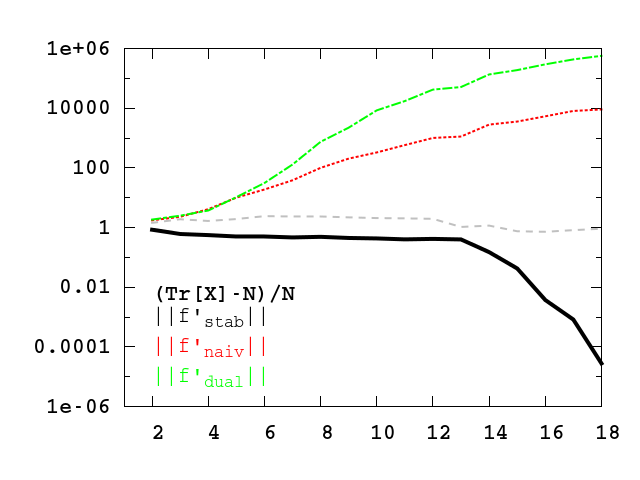 1e+06
10000
100
1
0.01
0.0001
1e-06
(Tr[X]-N)/N
||f'stab||
||f'naiv||
||f'dual||
2 4 6 8 10 12 14 16 18